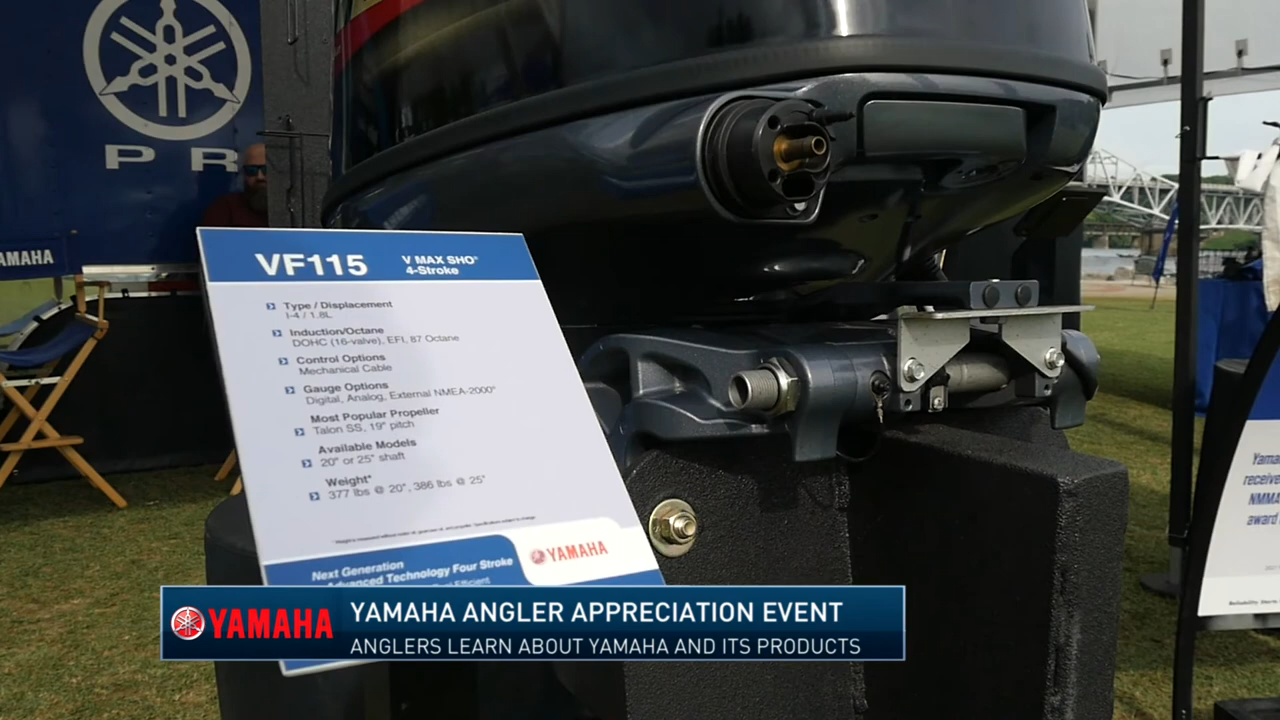 PR
YAMAHA
VF115
V MAX SHO®
4-Stroke
Type / Displacement
I-4 / 1.8L
Induction/Octane
DOHC (16-valve), EFI, 87 Octane
Control Options
Mechanical Cable
Gauge Options
Digital, Analog, External NMEA-2000®
Most Popular Propeller
Talon SS, 19" pitch
Available Models
20" or 25" shaft
Weight*
377 lbs @ 20", 386 lbs @ 25"
Next Generation
Advanced Technology Four Stroke
Efficient
YAMAHA
Yama
receive
NMMA
award
YAMAHA
YAMAHA ANGLER APPRECIATION EVENT
ANGLERS LEARN ABOUT YAMAHA AND ITS PRODUCTS